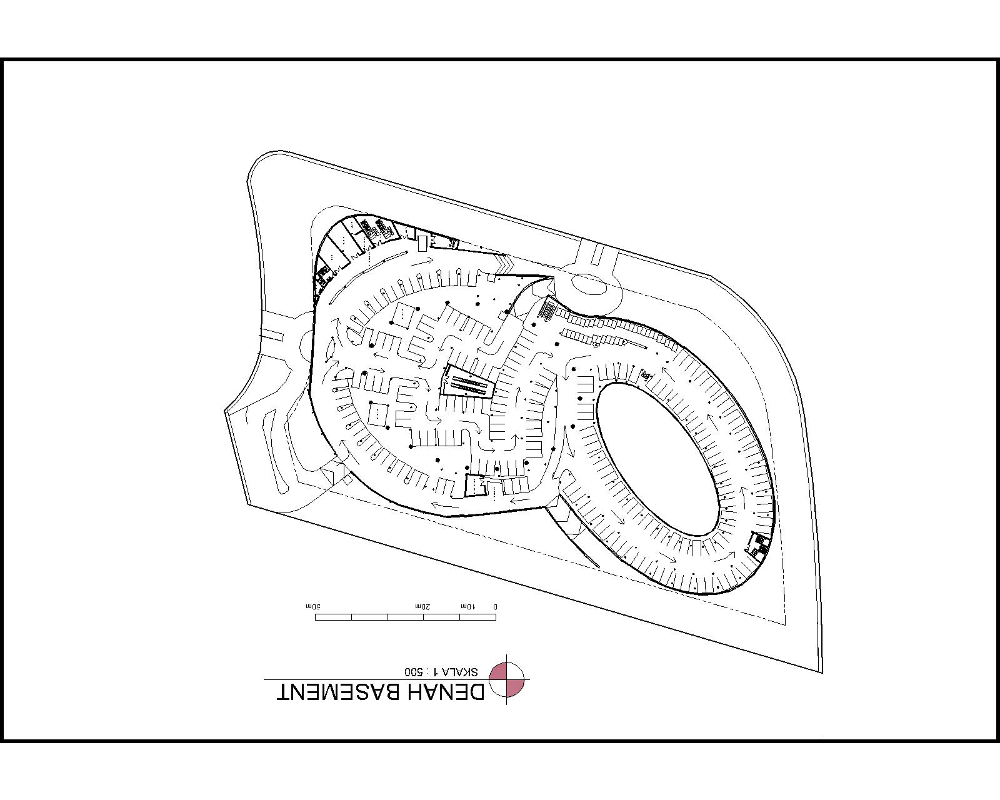 DENAH BASEMENT
SKALA 1 : 500
0 10m 20m 50m